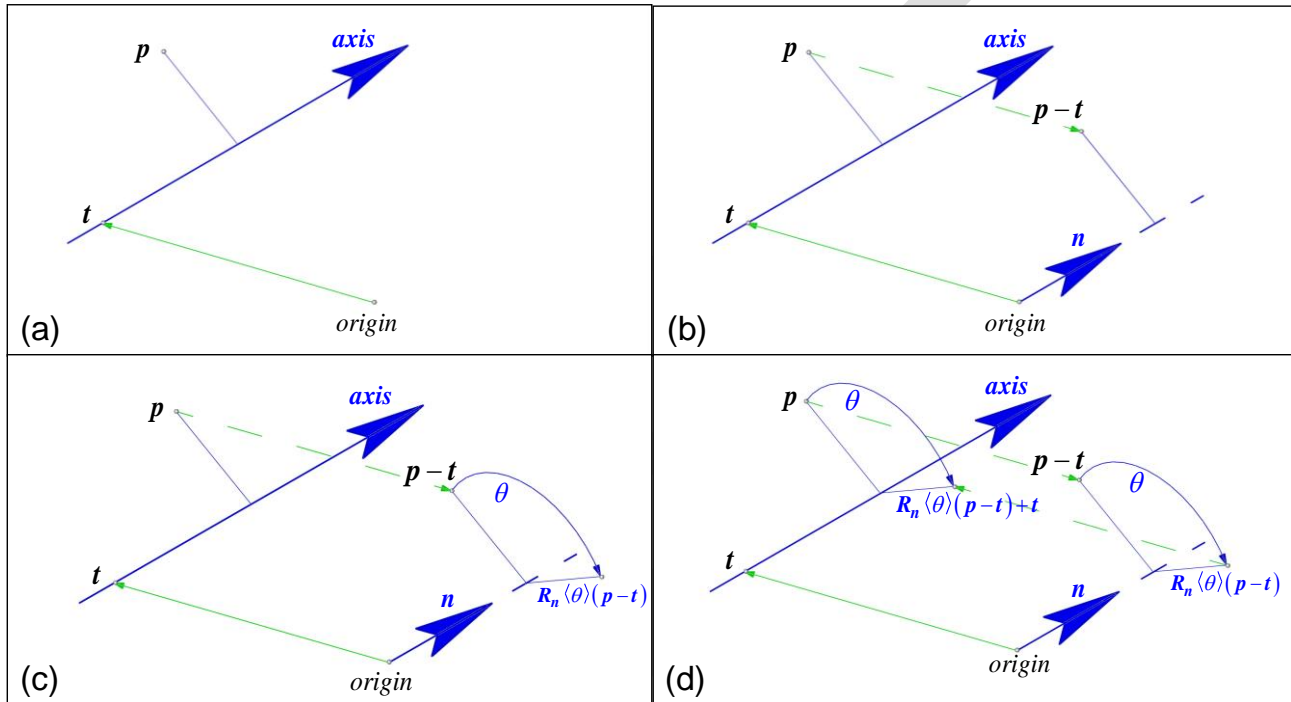 axis
p
t
origin
(a)
axis
p
p − t
t
n
origin
(b)
axis
p
p − t
θ
t
R_n⟨θ⟩(p−t)
n
origin
(c)
axis
p
θ
p − t
θ
R_n⟨θ⟩(p−t)+t
t
R_n⟨θ⟩(p−t)
n
origin
(d)